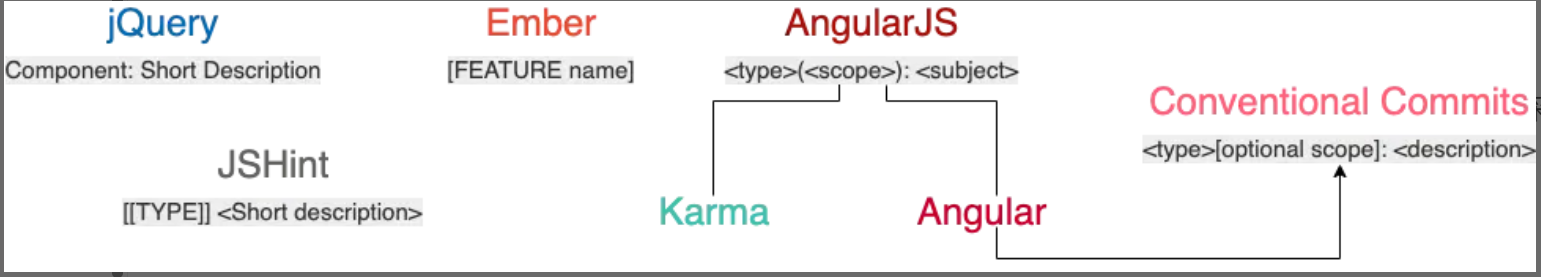 jQuery
Component: Short Description
Ember
[FEATURE name]
AngularJS
<type>(<scope>): <subject>
Conventional Commits
<type>[optional scope]: <description>
JSHint
[[TYPE]] <Short description>
Karma
Angular